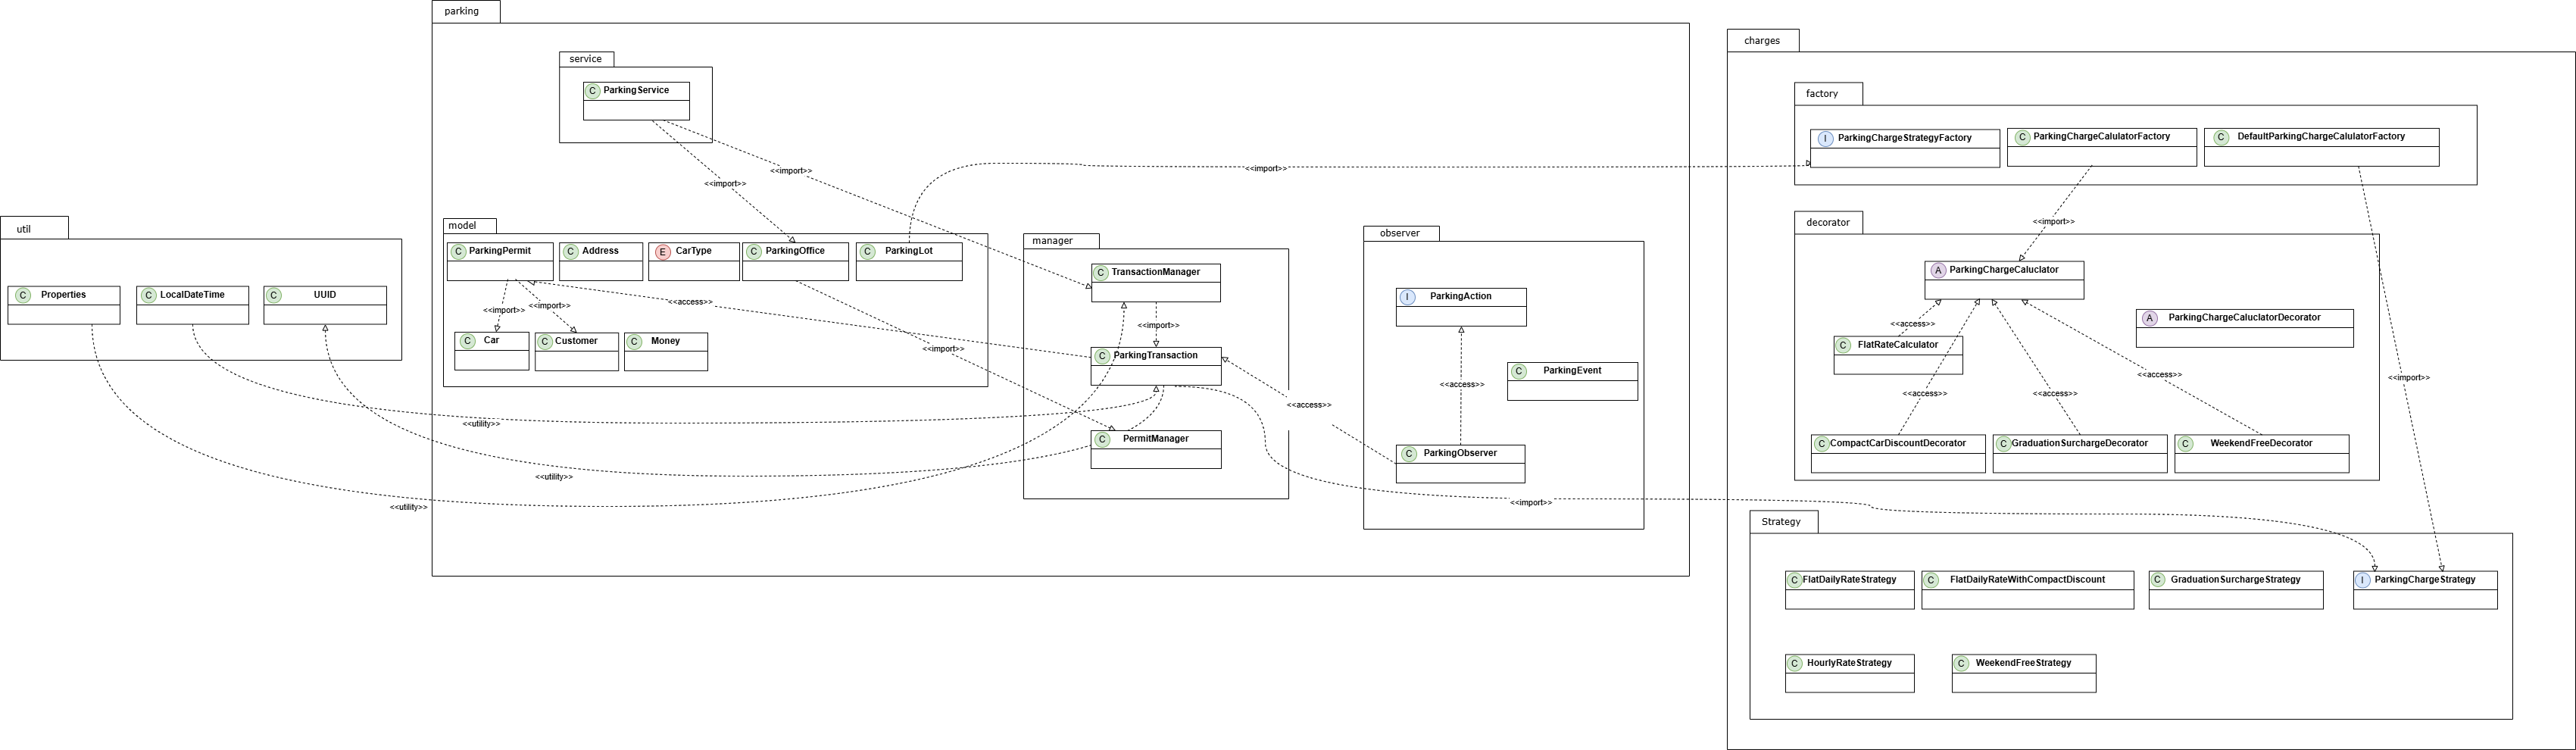 parking
service
C ParkingService
<<import>>
<<import>>
<<import>>
model
C ParkingPermit
C Address
E CarType
C ParkingOffice
C ParkingLot
<<import>>
<<import>>
<<access>>
C Car
C Customer
C Money
<<import>>
manager
C TransactionManager
<<import>>
C ParkingTransaction
C PermitManager
observer
I ParkingAction
C ParkingEvent
<<access>>
<<access>>
C ParkingObserver
<<import>>
util
C Properties
C LocalDateTime
C UUID
<<utility>>
<<utility>>
<<utility>>
charges
factory
I ParkingChargeStrategyFactory
C ParkingChargeCalulatorFactory
C DefaultParkingChargeCalulatorFactory
<<import>>
<<import>>
decorator
A ParkingChargeCaluclator
A ParkingChargeCaluclatorDecorator
<<access>>
C FlatRateCalculator
<<access>>
<<access>>
<<access>>
C CompactCarDiscountDecorator
C GraduationSurchargeDecorator
C WeekendFreeDecorator
Strategy
C FlatDailyRateStrategy
C FlatDailyRateWithCompactDiscount
C GraduationSurchargeStrategy
I ParkingChargeStrategy
C HourlyRateStrategy
C WeekendFreeStrategy